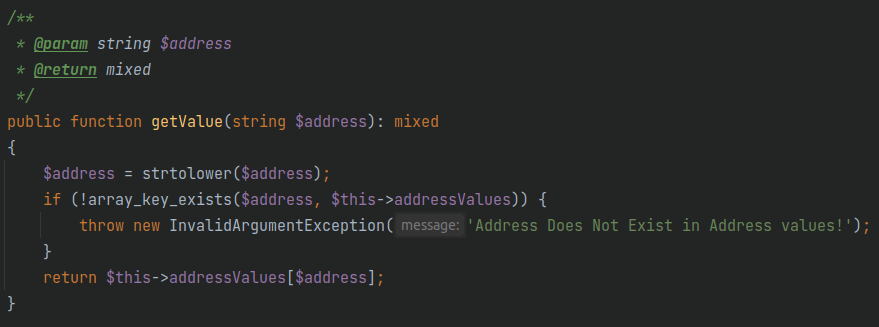 /**
 * @param string $address
 * @return mixed
 */
public function getValue(string $address): mixed
{
    $address = strtolower($address);
    if (!array_key_exists($address, $this->addressValues)) {
        throw new InvalidArgumentException( message: 'Address Does Not Exist in Address values!');
    }
    return $this->addressValues[$address];
}